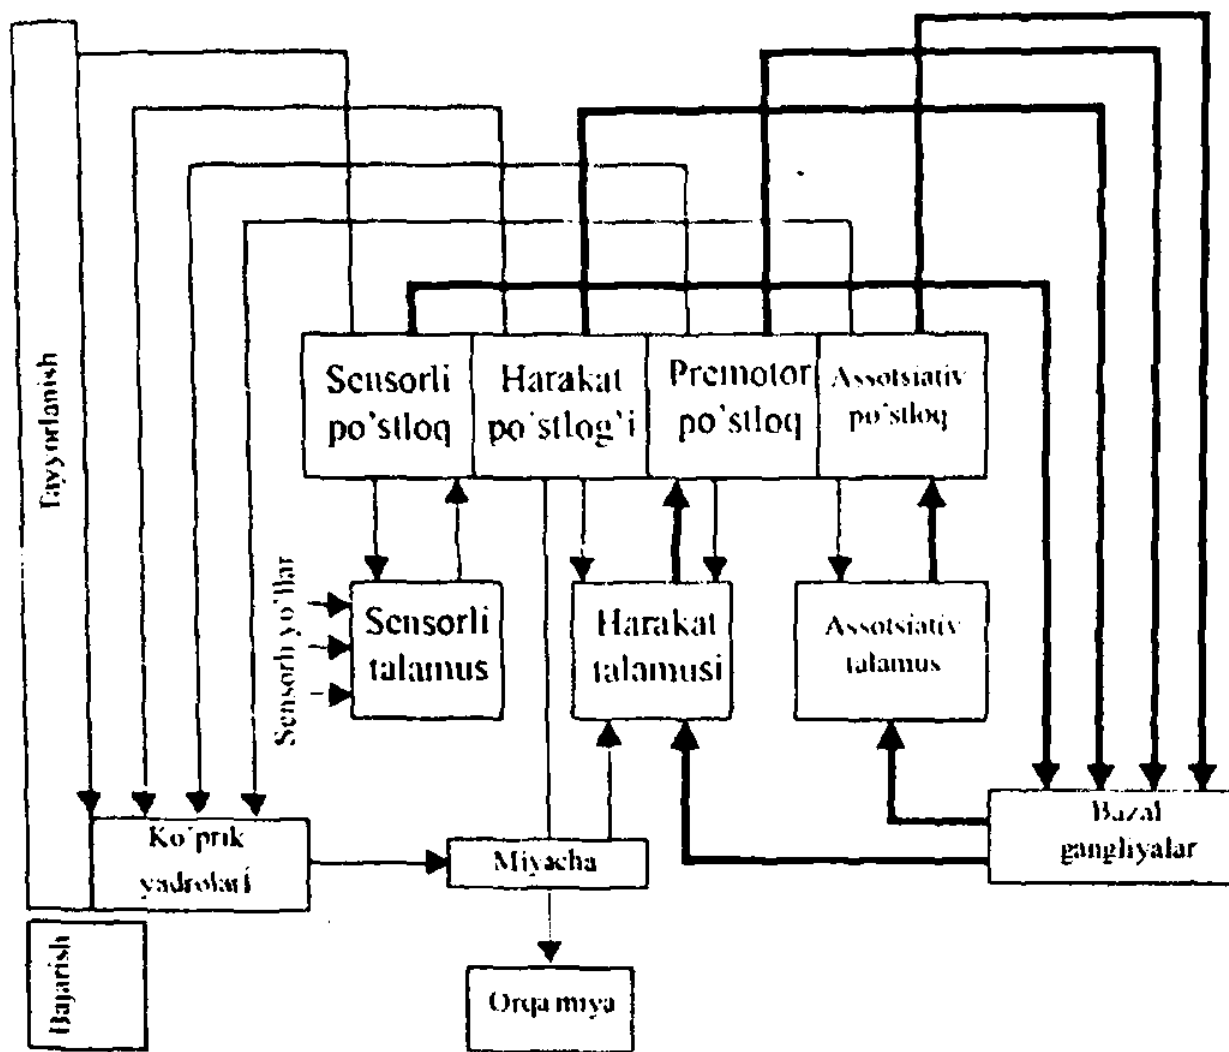 Tayyorlanish
Sensorli
po'stloq
Harakat
po'stlog'i
Premotor
po'stloq
Assotsiativ
po'stloq
Sensorli yo'llar
Sensorli
talamus
Harakat
talamusi
Assotsiativ
talamus
Ko'prik
yadrolari
Miyacha
Bazal
gangliyalar
Bajarish
Orqa miya